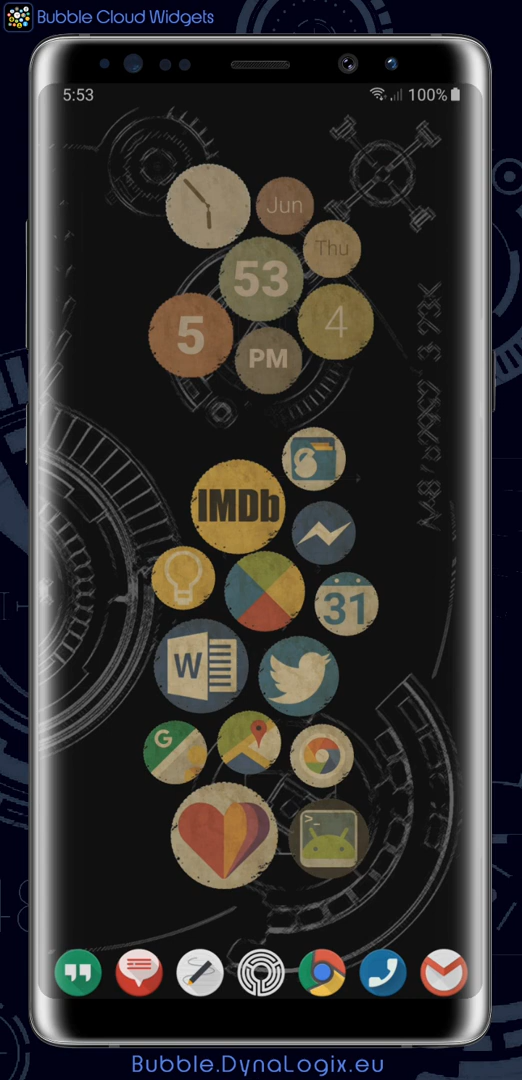 Bubble Cloud Widgets
5:53
100%
Jun
Thu
53
4
5
PM
IMDb
31
W
G
>_
Bubble.DynaLogix.eu